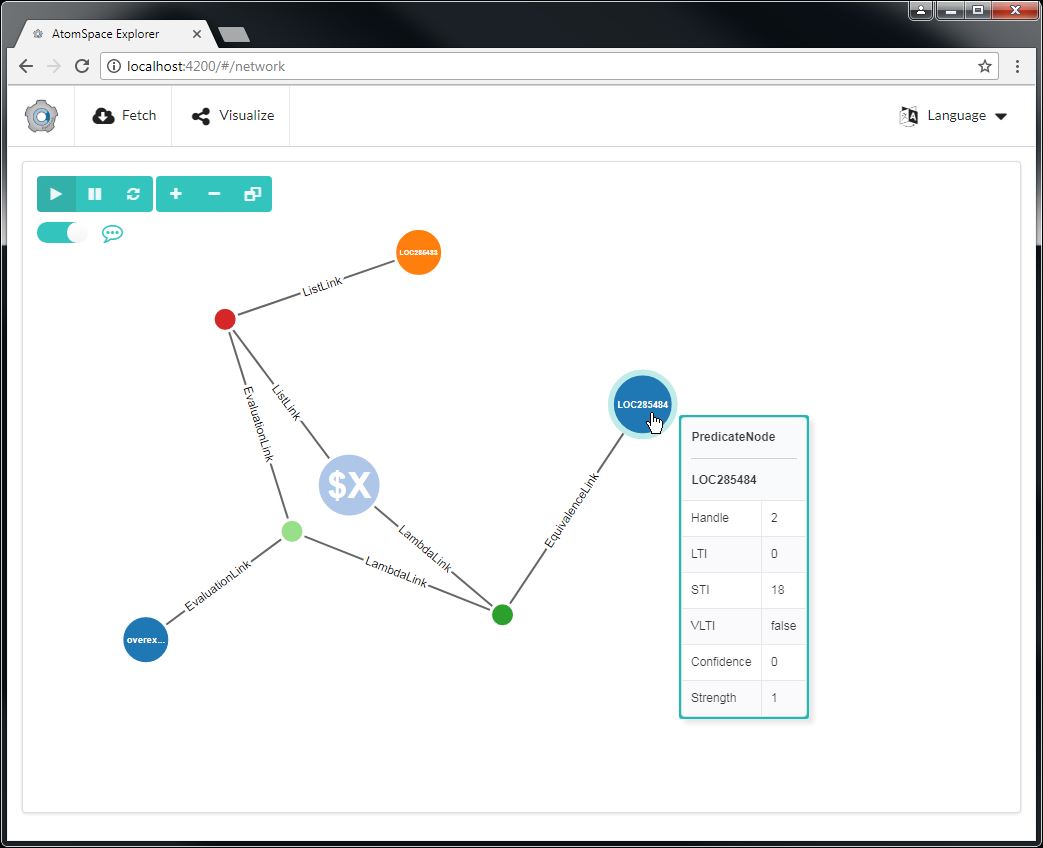 AtomSpace Explorer
localhost:4200/#/network
Fetch
Visualize
Language
LOC285483
ListLink
LOC285484
EvaluationLink
ListLink
$X
EquivalenceLink
LambdaLink
LambdaLink
EvaluationLink
overex...
PredicateNode
LOC285484
Handle 2
LTI 0
STI 18
VLTI false
Confidence 0
Strength 1